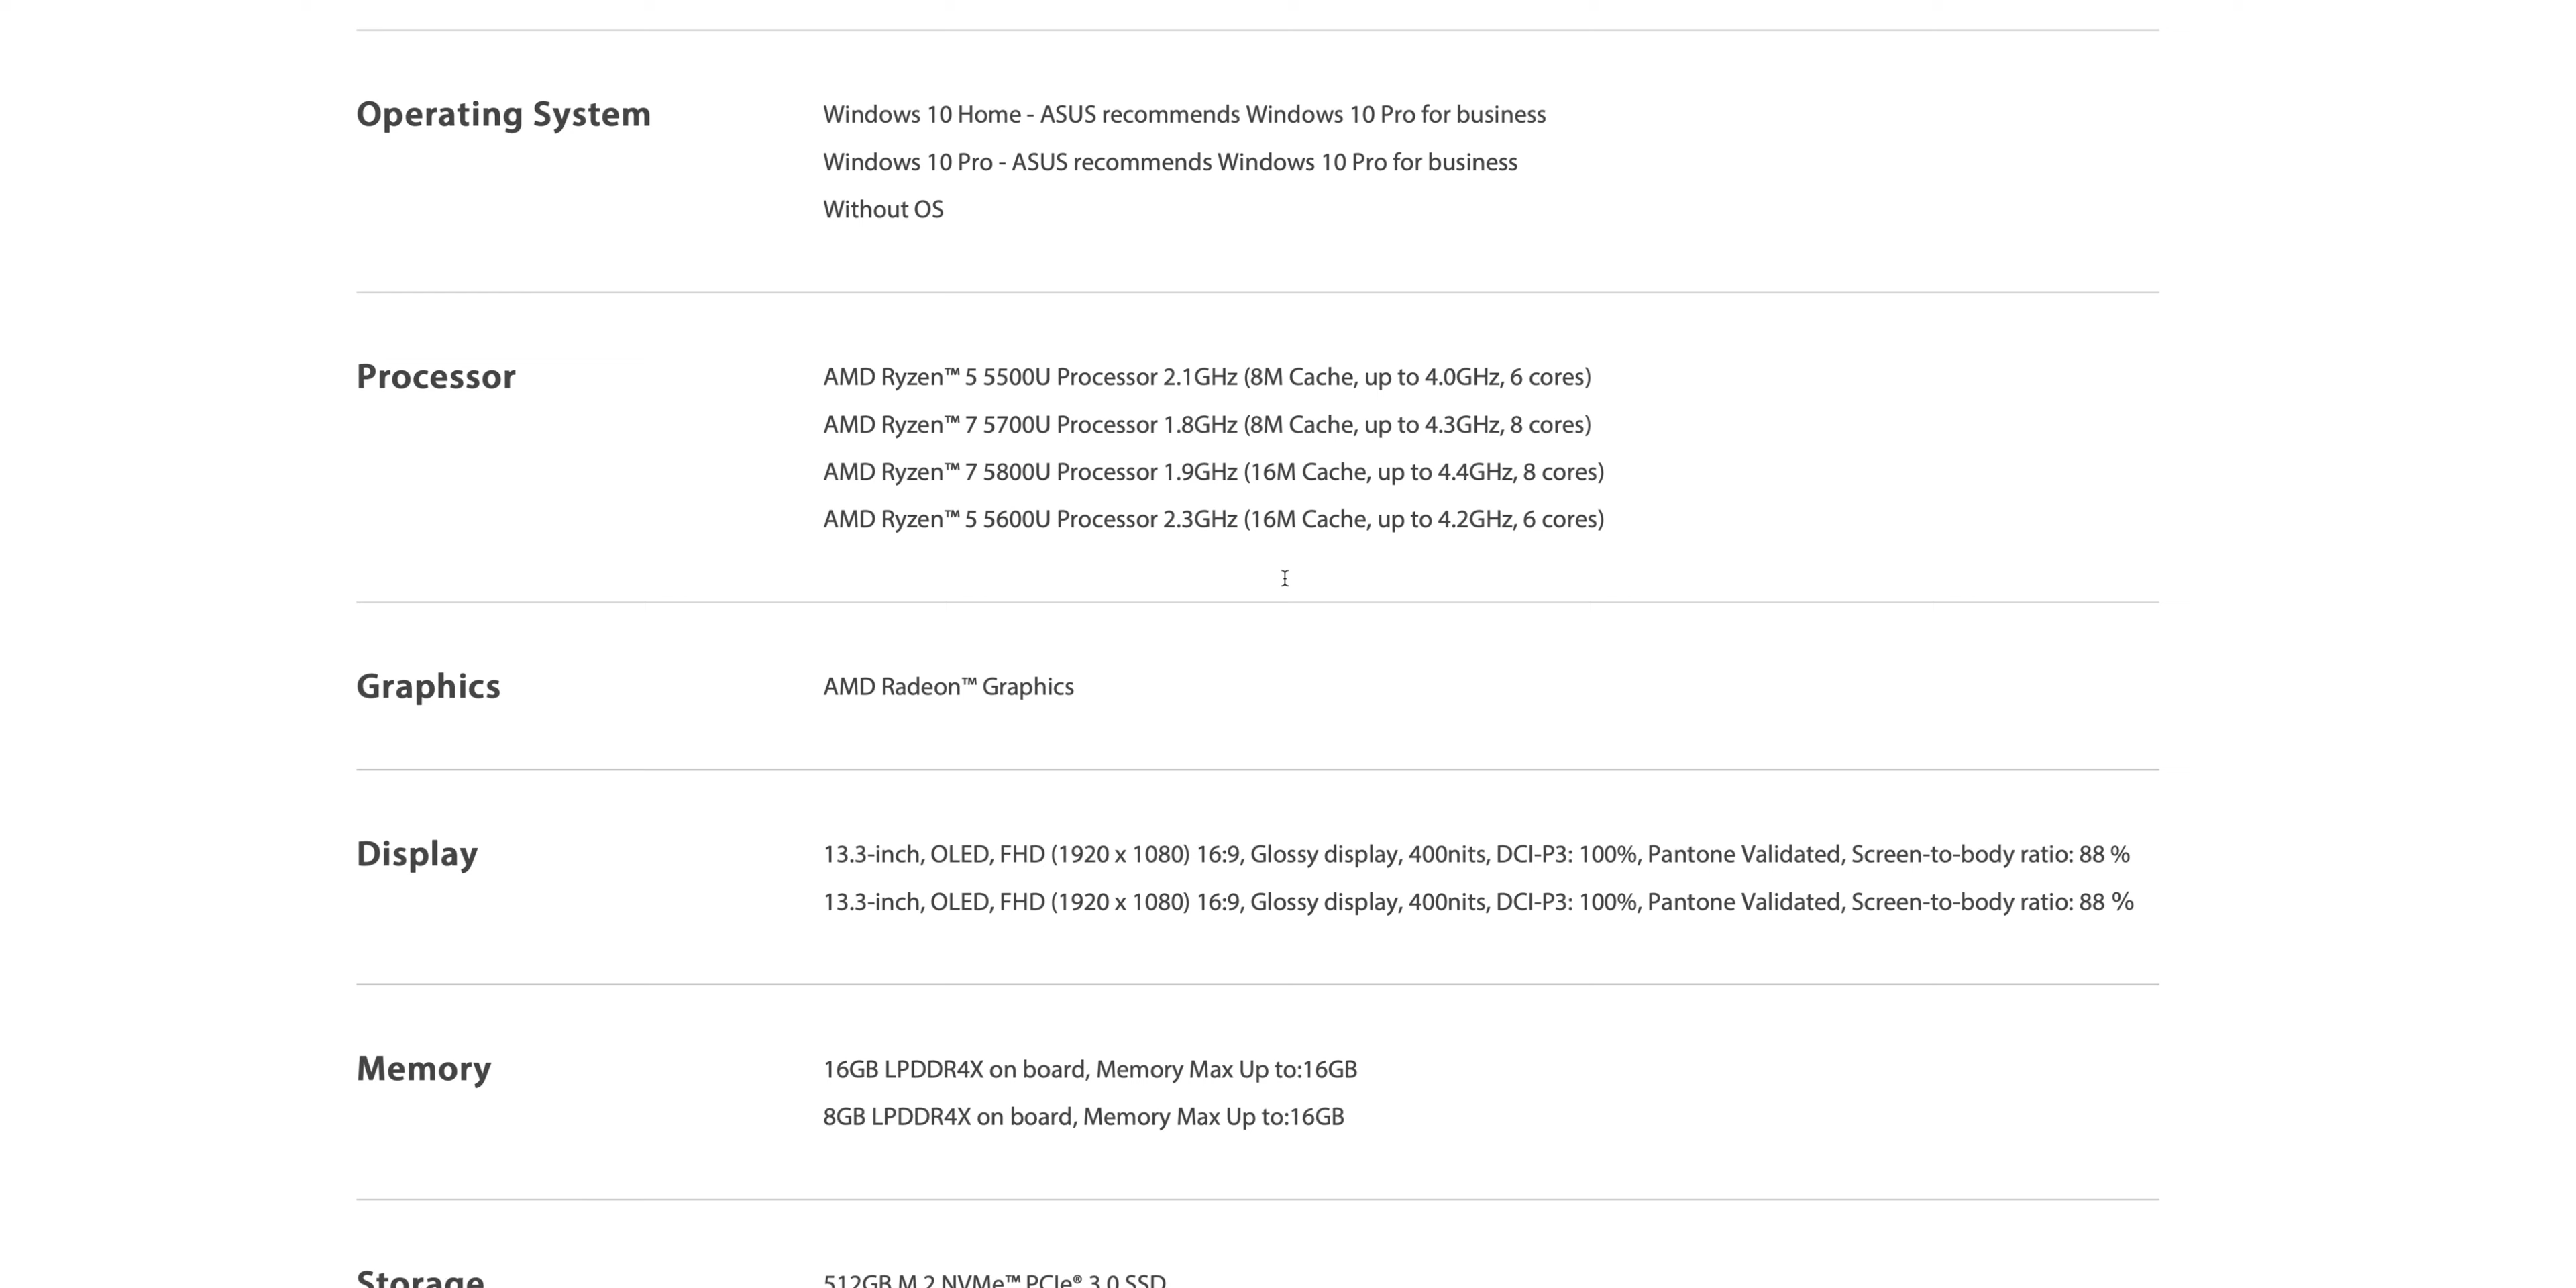 Operating System
Windows 10 Home - ASUS recommends Windows 10 Pro for business
Windows 10 Pro - ASUS recommends Windows 10 Pro for business
Without OS
Processor
AMD Ryzen™ 5 5500U Processor 2.1GHz (8M Cache, up to 4.0GHz, 6 cores)
AMD Ryzen™ 7 5700U Processor 1.8GHz (8M Cache, up to 4.3GHz, 8 cores)
AMD Ryzen™ 7 5800U Processor 1.9GHz (16M Cache, up to 4.4GHz, 8 cores)
AMD Ryzen™ 5 5600U Processor 2.3GHz (16M Cache, up to 4.2GHz, 6 cores)
Graphics
AMD Radeon™ Graphics
Display
13.3-inch, OLED, FHD (1920 x 1080) 16:9, Glossy display, 400nits, DCI-P3: 100%, Pantone Validated, Screen-to-body ratio: 88 %
13.3-inch, OLED, FHD (1920 x 1080) 16:9, Glossy display, 400nits, DCI-P3: 100%, Pantone Validated, Screen-to-body ratio: 88 %
Memory
16GB LPDDR4X on board, Memory Max Up to:16GB
8GB LPDDR4X on board, Memory Max Up to:16GB
Storage
512GB M.2 NVMe™ PCIe® 3.0 SSD